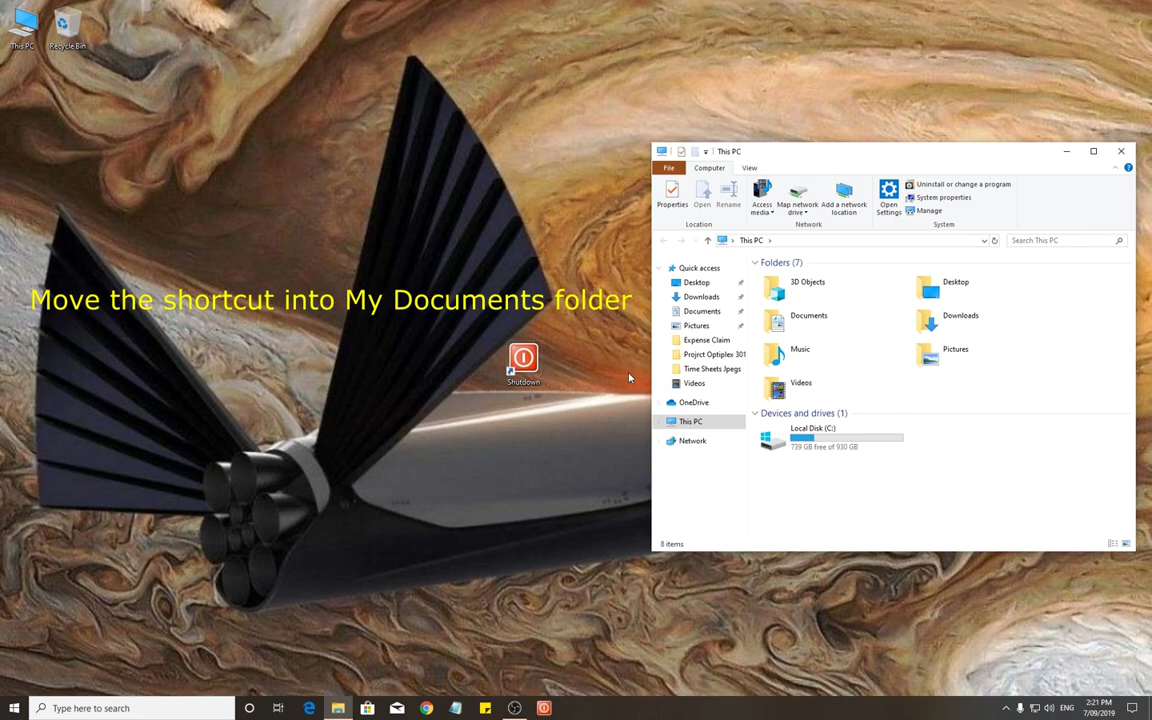 This PC
Recycle Bin
Move the shortcut into My Documents folder
Shutdown
This PC
File
Computer
View
Properties
Open
Rename
Access media
Map network drive
Add a network location
Open Settings
Uninstall or change a program
System properties
Manage
Location
Network
System
This PC
Search This PC
Quick access
Desktop
Downloads
Documents
Pictures
Expense Claim
Projrct Optiplex 301
Time Sheets Jpegs
Videos
OneDrive
This PC
Network
Folders (7)
3D Objects
Desktop
Documents
Downloads
Music
Pictures
Videos
Devices and drives (1)
Local Disk (C:)
739 GB free of 930 GB
8 items
Type here to search
ENG
2:21 PM
7/09/2019